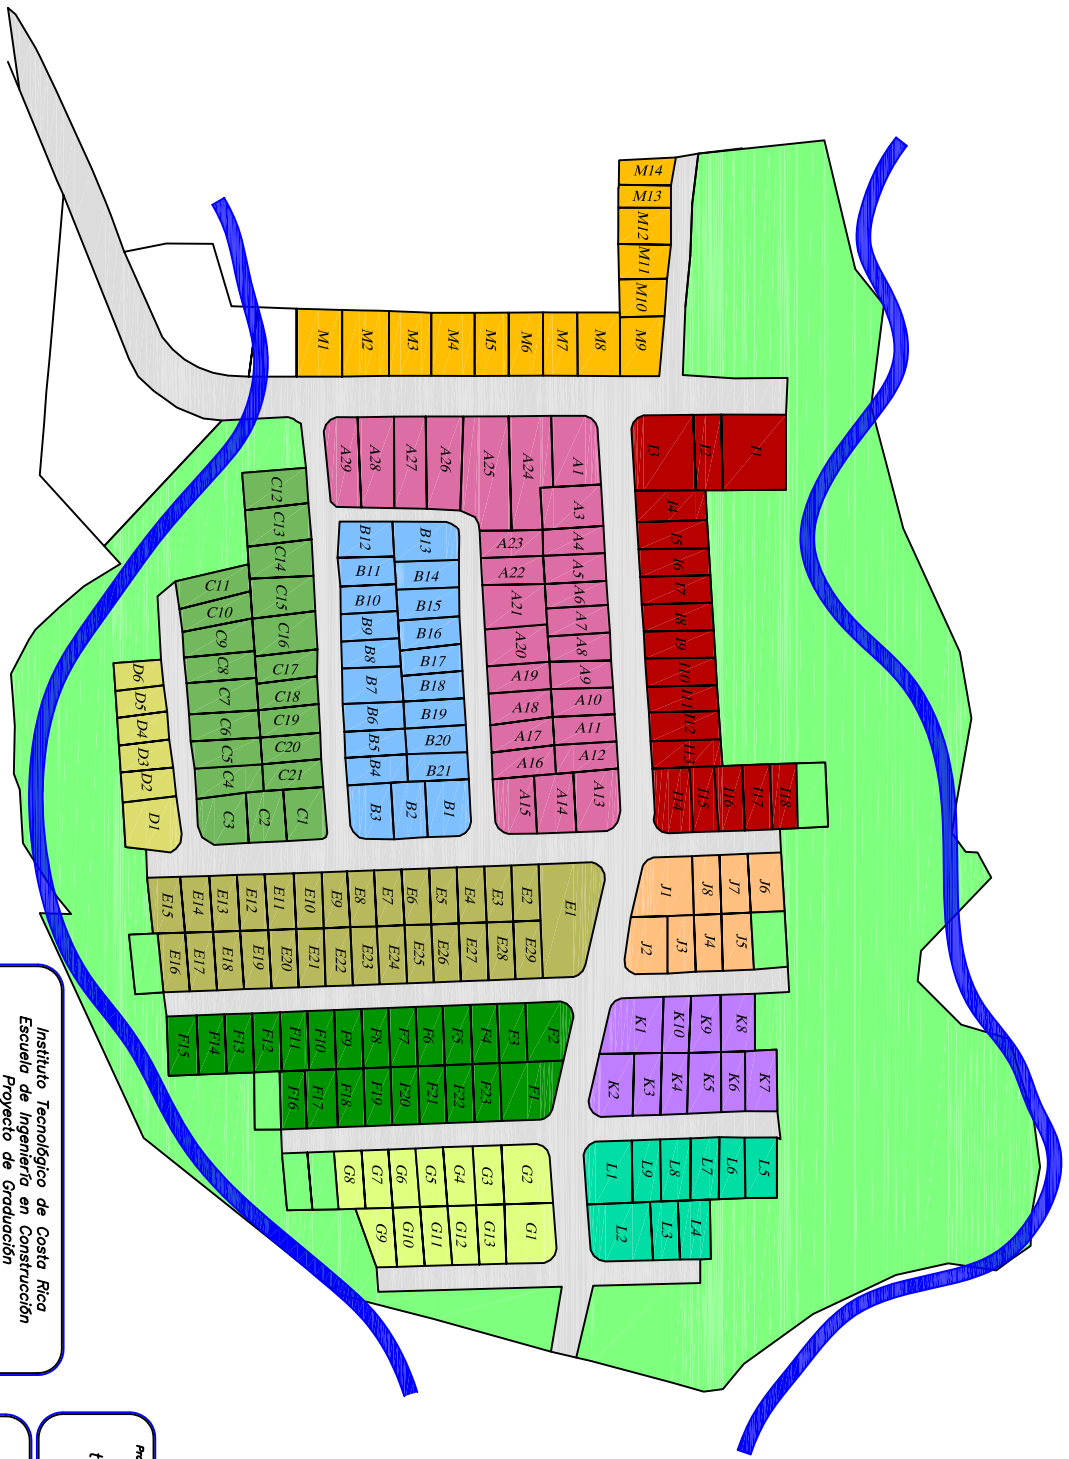 M14
M13
M12
M11
M10
M9
M8
M7
M6
M5
M4
M3
M2
M1
A29
A28
A27
A26
A25
A24
A1
A3
A4
A5
A6
A7
A8
A9
A10
A11
A12
A13
A14
A15
A16
A17
A18
A19
A20
A21
A22
A23
I3
I2
I1
I4
I5
I6
I7
I8
I9
I10
I11
I12
I13
I14
I15
I16
I17
I18
B12
B13
B11
B14
B10
B15
B9
B16
B8
B17
B7
B18
B6
B19
B5
B20
B4
B21
B3
B2
B1
C12
C13
C14
C15
C16
C17
C18
C19
C20
C21
C11
C10
C9
C8
C7
C6
C5
C4
C3
C2
C1
D6
D5
D4
D3
D2
D1
E15
E14
E13
E12
E11
E10
E9
E8
E7
E6
E5
E4
E3
E2
E1
E16
E17
E18
E19
E20
E21
E22
E23
E24
E25
E26
E27
E28
E29
J1
J8
J7
J6
J2
J3
J4
J5
F15
F14
F13
F12
F11
F10
F9
F8
F7
F6
F5
F4
F3
F2
F16
F17
F18
F19
F20
F21
F22
F23
F1
K1
K10
K9
K8
K2
K3
K4
K5
K6
K7
G8
G7
G6
G5
G4
G3
G2
G9
G10
G11
G12
G13
G1
L1
L9
L8
L7
L6
L5
L2
L3
L4
Instituto Tecnológico de Costa Rica
Escuela de Ingeniería en Construcción
Proyecto de Graduación